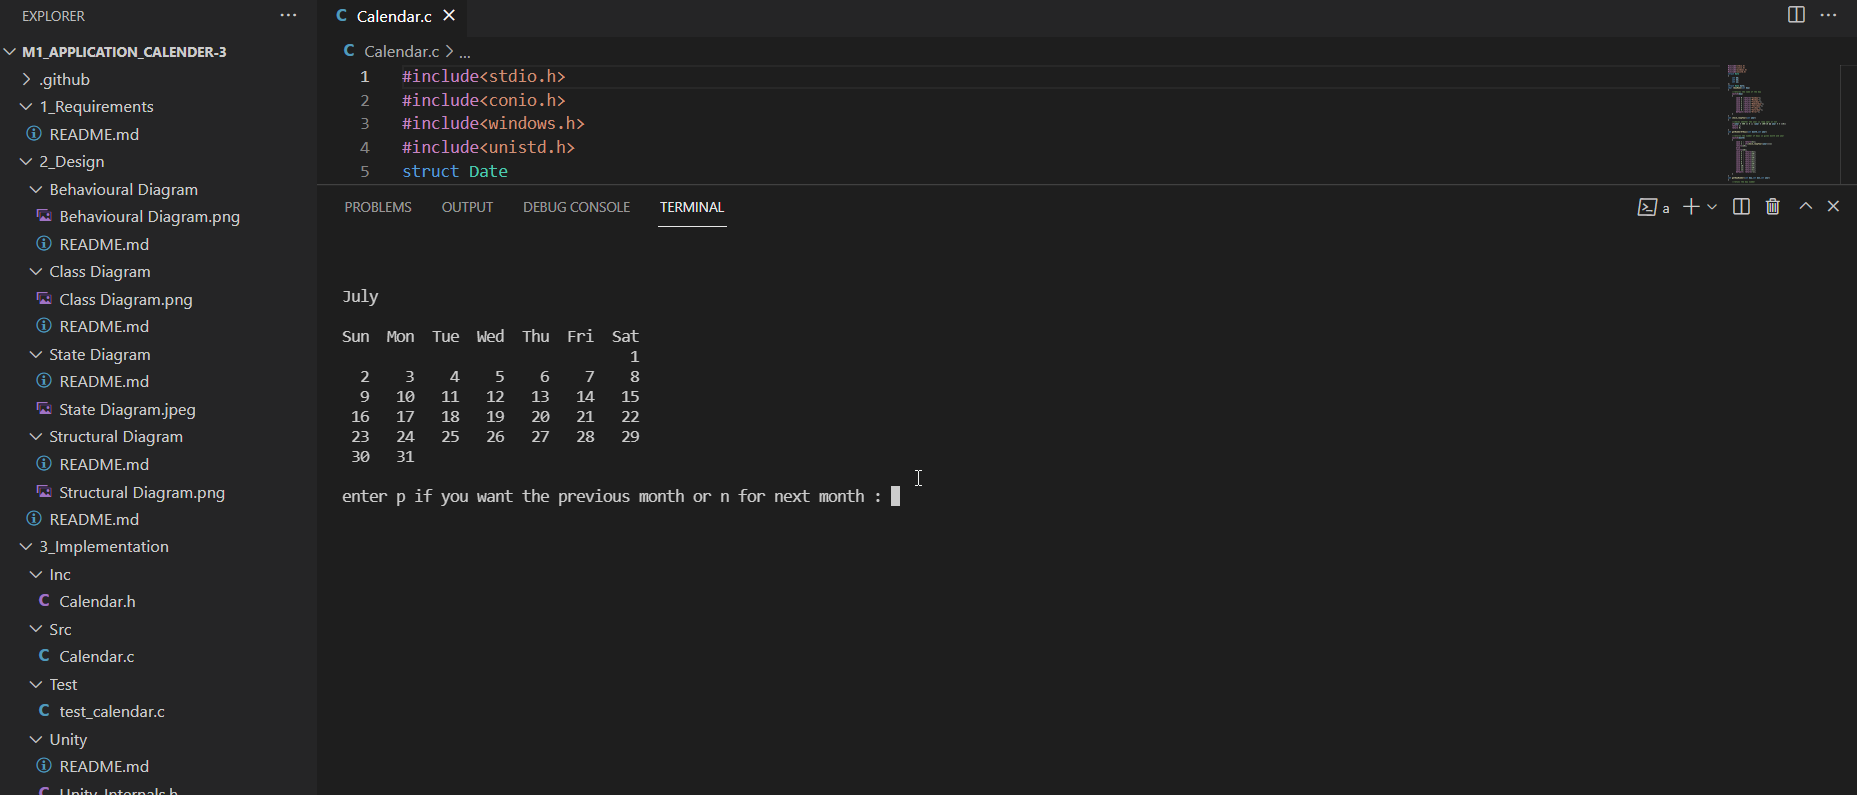 EXPLORER
M1_APPLICATION_CALENDER-3
.github
1_Requirements
README.md
2_Design
Behavioural Diagram
Behavioural Diagram.png
README.md
Class Diagram
Class Diagram.png
README.md
State Diagram
README.md
State Diagram.jpeg
Structural Diagram
README.md
Structural Diagram.png
README.md
3_Implementation
Inc
C Calendar.h
Src
C Calendar.c
Test
C test_calendar.c
Unity
README.md
C Unity_Internals.h
C Calendar.c
C Calendar.c > ...
1 #include<stdio.h>
2 #include<conio.h>
3 #include<windows.h>
4 #include<unistd.h>
5 struct Date
PROBLEMS OUTPUT DEBUG CONSOLE TERMINAL a
July
Sun Mon Tue Wed Thu Fri Sat
1
2 3 4 5 6 7 8
9 10 11 12 13 14 15
16 17 18 19 20 21 22
23 24 25 26 27 28 29
30 31
enter p if you want the previous month or n for next month :